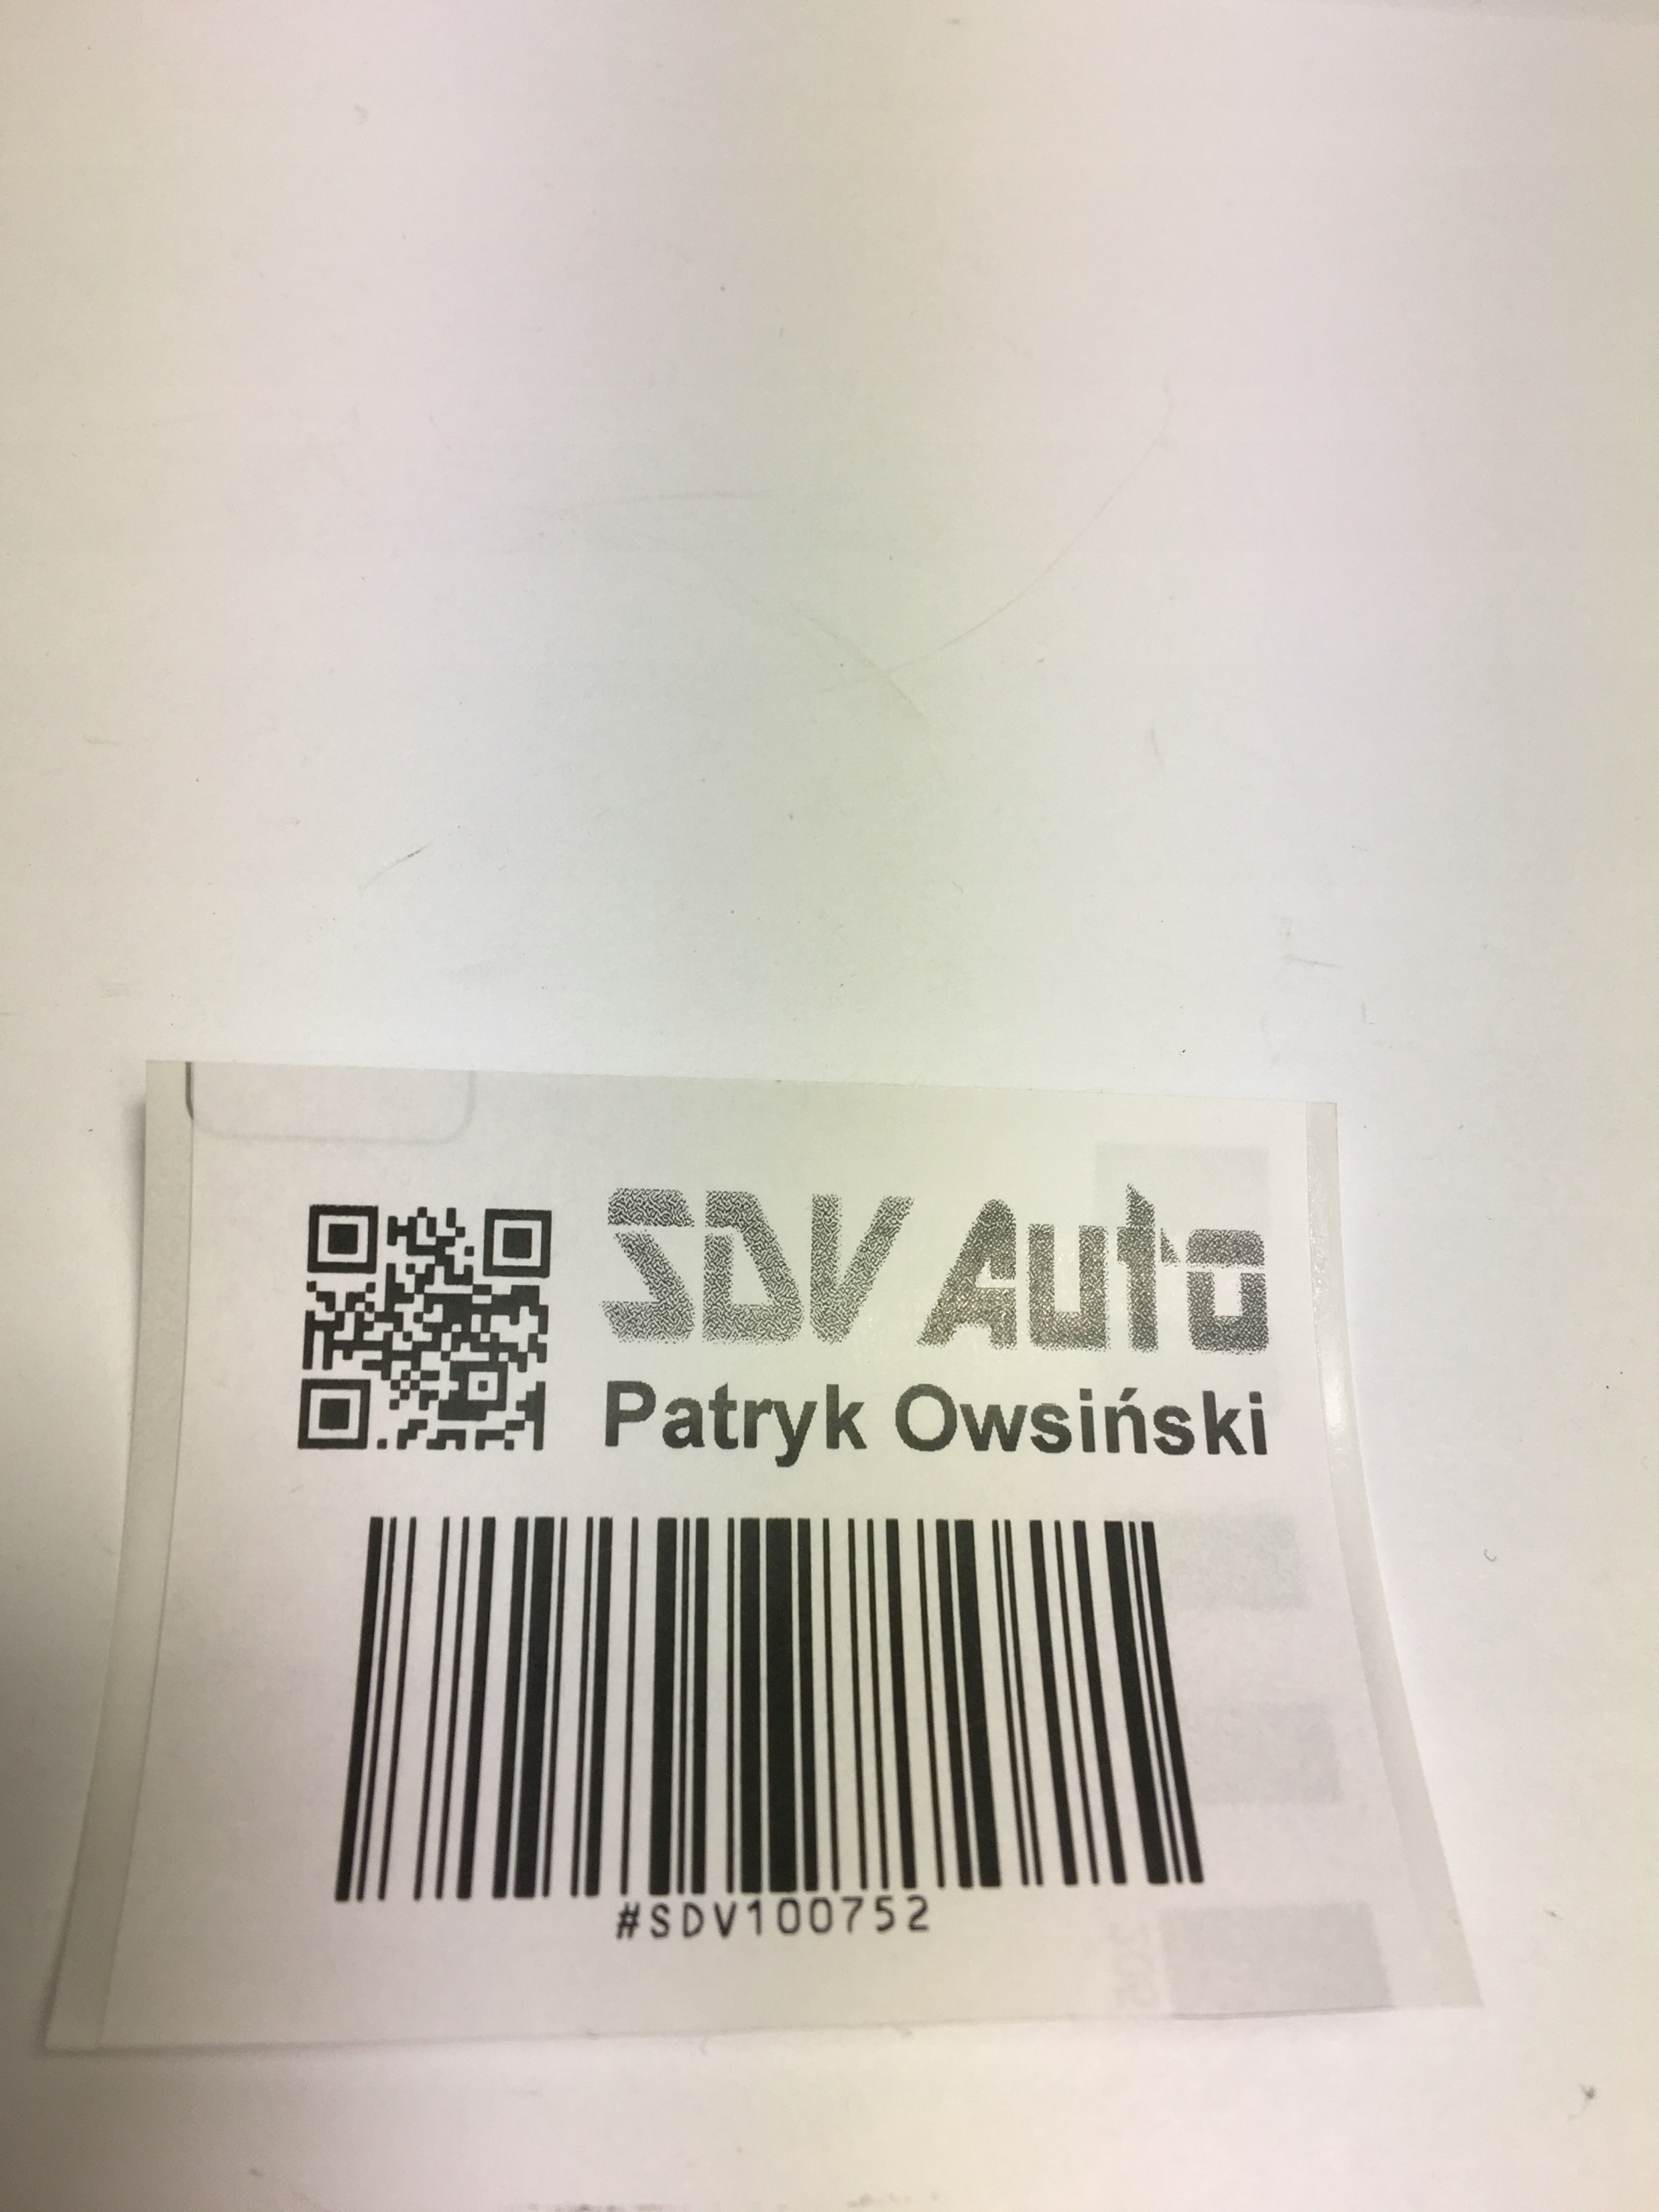 SDV Auto
Patryk Owsiński
#SDV100752